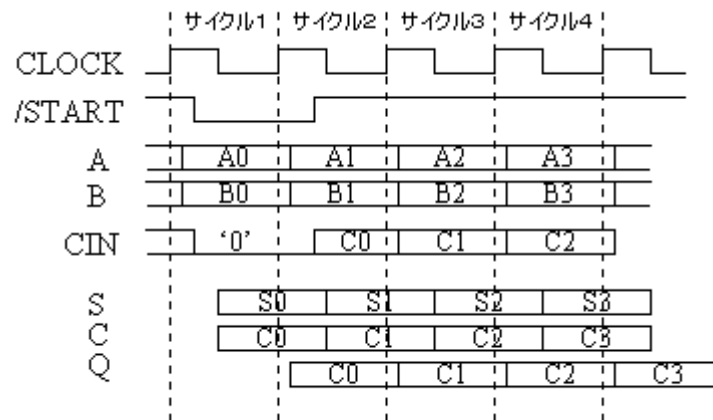 サイクル1 サイクル2 サイクル3 サイクル4
CLOCK
/START
A A0 A1 A2 A3
B B0 B1 B2 B3
CIN ‘0’ C0 C1 C2
S S0 S1 S2 S3
C C0 C1 C2 C3
Q C0 C1 C2 C3